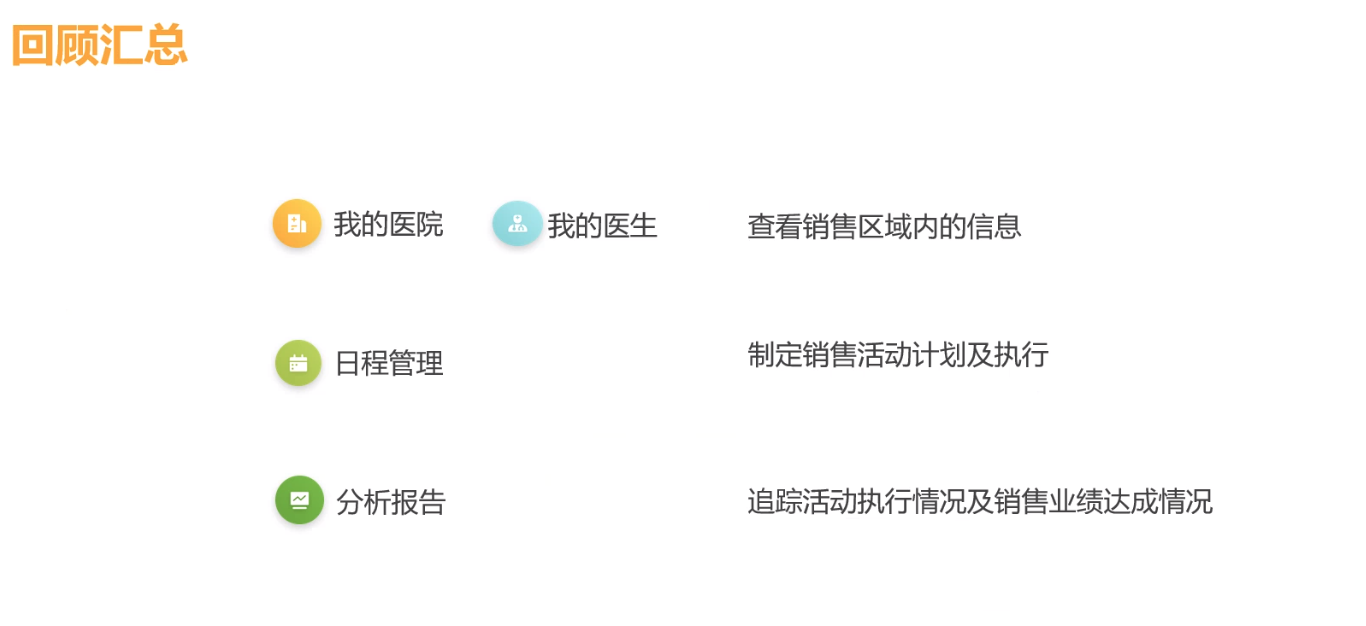 回顾汇总
我的医院 我的医生 查看销售区域内的信息
日程管理 制定销售活动计划及执行
分析报告 追踪活动执行情况及销售业绩达成情况